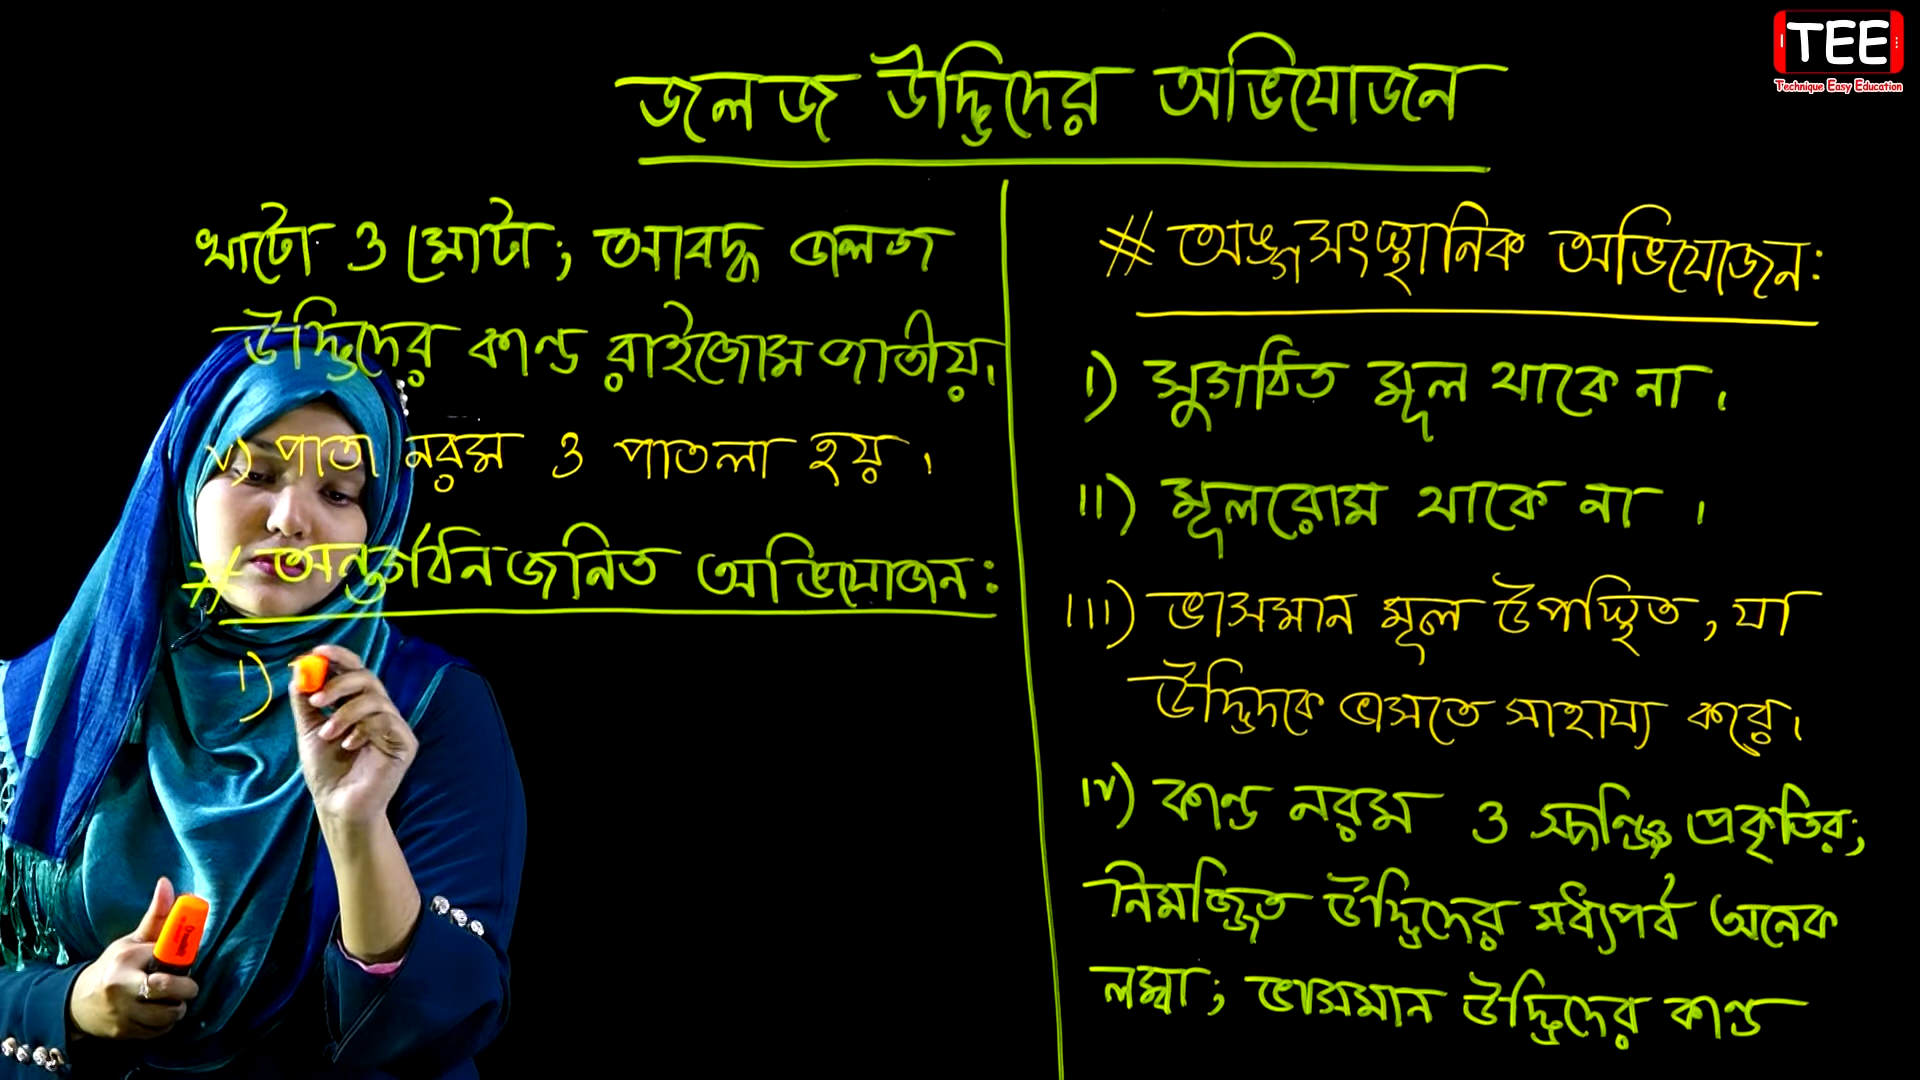 TEE
Technique Easy Education
জলজ উদ্ভিদের অভিযোজন
# অঙ্গসংস্থানিক অভিযোজন:
i) সুগঠিত মূল থাকে না।
ii) মূলরোম থাকে না।
iii) ভাসমান মূল উপস্থিত, যা
উদ্ভিদকে ভাসতে সাহায্য করে।
iv) কান্ড নরম ও স্পঞ্জি প্রকৃতির;
নিমজ্জিত উদ্ভিদের মধ্যপর্ব অনেক
লম্বা; ভাসমান উদ্ভিদের কান্ড
খাটো ও মোটা; আবদ্ধ জলজ
উদ্ভিদের কান্ড রাইজোম জাতীয়।
v) পাতা নরম ও পাতলা হয়।
# অন্তর্গঠনিজনিত অভিযোজন:
i)